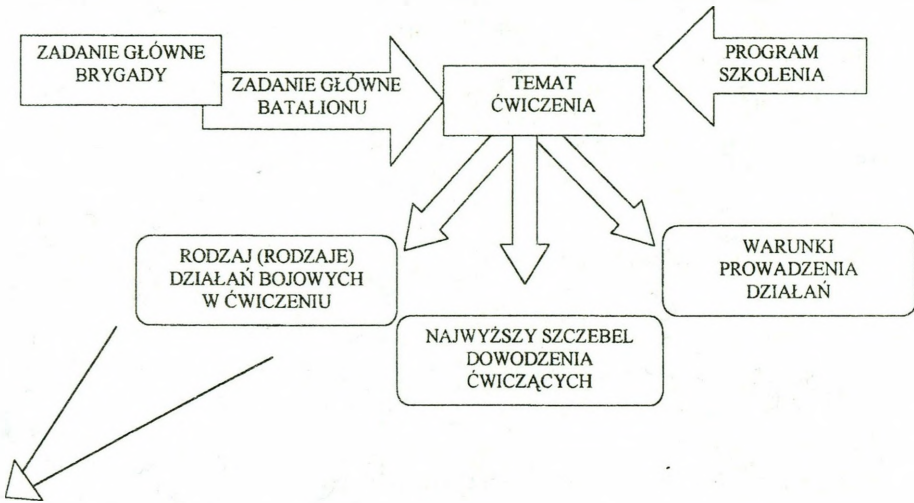 ZADANIE GŁÓWNE
BRYGADY
ZADANIE GŁÓWNE
BATALIONU
TEMAT
ĆWICZENIA
PROGRAM
SZKOLENIA
RODZAJ (RODZAJE)
DZIAŁAŃ BOJOWYCH
W ĆWICZENIU
NAJWYŻSZY SZCZEBEL
DOWODZENIA
ĆWICZĄCYCH
WARUNKI
PROWADZENIA
DZIAŁAŃ